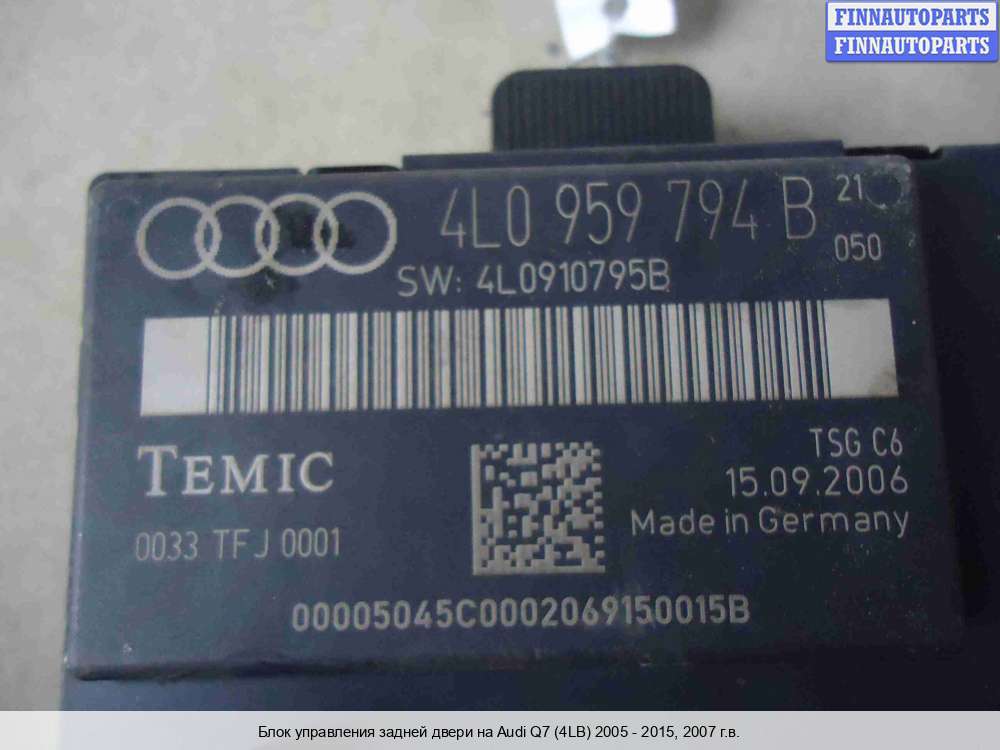 FINNAUTOPARTS
FINNAUTOPARTS
4L0 959 794 B 21
050
SW: 4L0910795B
TEMIC
TSG C6
15.09.2006
0033 TFJ 0001
Made in Germany
00005045C0002069150015B
Блок управления задней двери на Audi Q7 (4LB) 2005 - 2015, 2007 г.в.